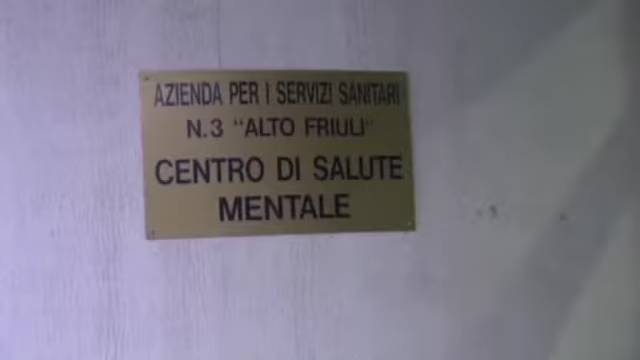 AZIENDA PER I SERVIZI SANITARI
N.3 "ALTO FRIULI"
CENTRO DI SALUTE
MENTALE